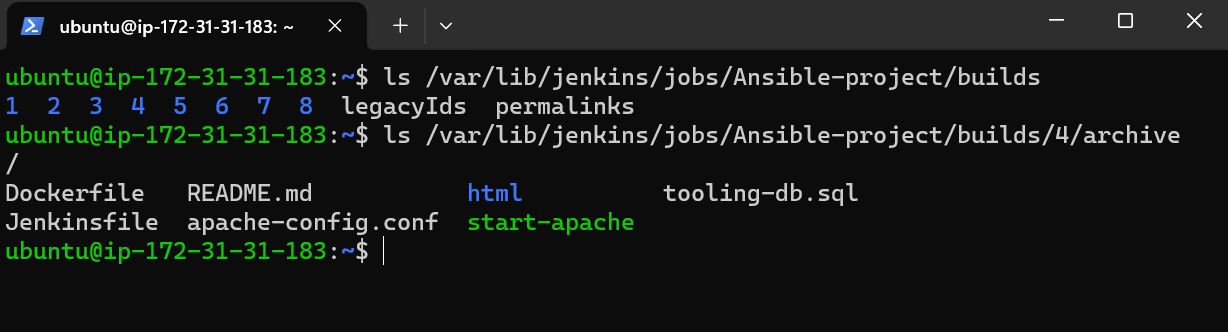 ubuntu@ip-172-31-31-183: ~
ubuntu@ip-172-31-31-183:~$ ls /var/lib/jenkins/jobs/Ansible-project/builds
1 2 3 4 5 6 7 8 legacyIds permalinks
ubuntu@ip-172-31-31-183:~$ ls /var/lib/jenkins/jobs/Ansible-project/builds/4/archive
/
Dockerfile README.md html tooling-db.sql
Jenkinsfile apache-config.conf start-apache
ubuntu@ip-172-31-31-183:~$